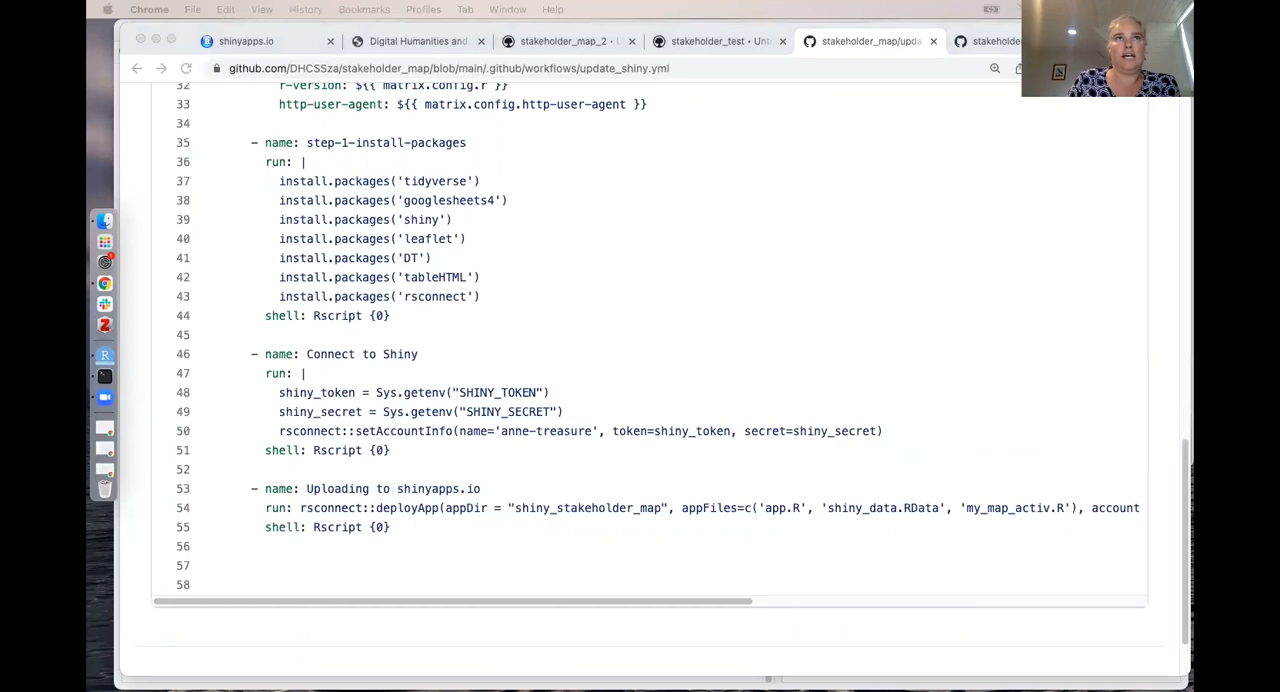 Chrome File Edit View History Bookmarks Profiles Tab Window Help
shinyapps.io
Digital Hum and
stakeholder_map_2 • Un
stakeholder_test • Unti
stakeholder_map/upda
stakeholde
github.com/DHCSSza/stakeholder_ ob/main/.github/workflows/update_shiny.yml
32 r-version: ${{ matrix.config.r }}
33 http-user-agent: ${{ matrix.config.http-user-agent }}
34
35 - name: step-1-install-packages
36 run: |
37 install.packages('tidyverse')
38 install.packages('googlesheets4')
39 install.packages('shiny')
40 install.packages('leaflet')
41 install.packages('DT')
42 install.packages('tableHTML')
43 install.packages('rsconnect')
44 shell: Rscript {0}
45
46 - name: Connect to Shiny
47 run: |
48 shiny_token = Sys.getenv("SHINY_TOKEN")
49 shiny_secret = Sys.getenv("SHINY_SECRET")
50 rsconnect::setAccountInfo(name='anne-treasure', token=shiny_token, secret=shiny_secret)
51 shell: Rscript {0}
52
53 - name: Uploading to shinyapps.io
54 run: deployApp(appDir = "shiny_stakeholder_map", appFiles=c('app.R', 'shiny_data.RData', 'my_map_activ.R'), account
55 shell: Rscript {0}
56
57
58